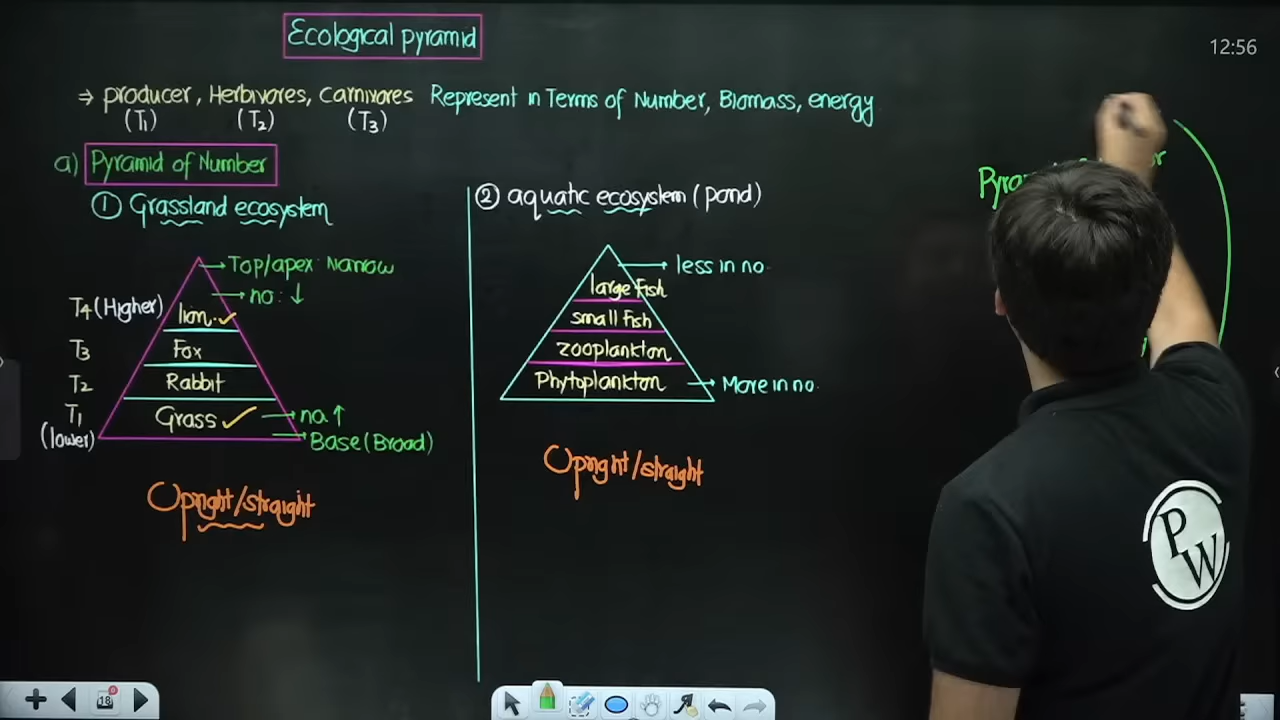 Ecological pyramid
12:56
⇒ producer, Herbivores, Carnivores Represent in Terms of Number, Biomass, energy
(T1) (T2) (T3)
a) Pyramid of Number
① Grassland ecosystem
Top/apex Narrow
no: ↓
T4 (Higher) lion
T3 Fox
T2 Rabbit
T1 Grass no. ↑
(lower) Base (Broad)
Upright/straight
② aquatic ecosystem (pond)
less in no.
large fish
small fish
zooplankton
Phytoplankton More in no.
Upright/straight
PW
18